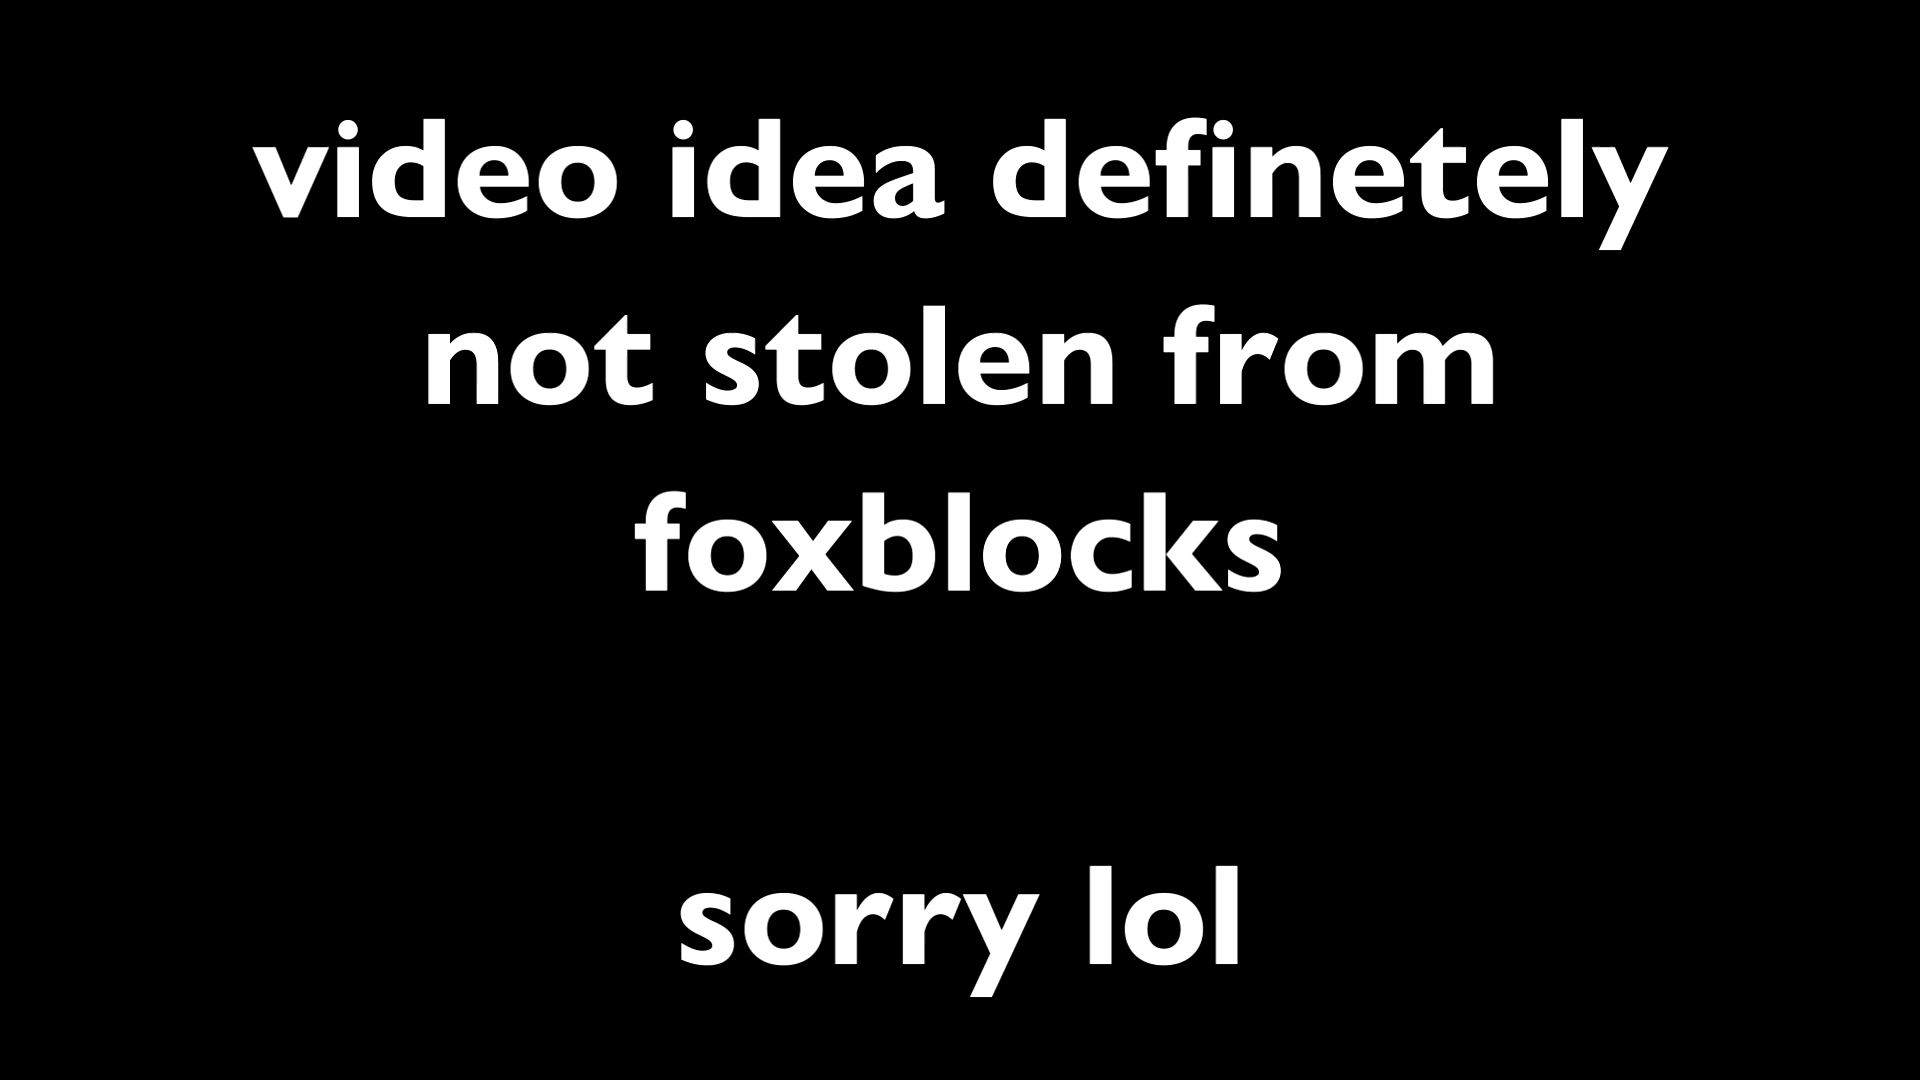 video idea definetely
not stolen from
foxblocks
sorry lol